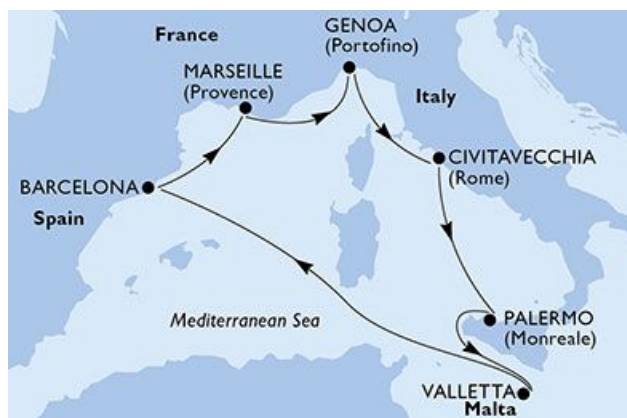 France
GENOA
(Portofino)
MARSEILLE
(Provence)
Italy
CIVITAVECCHIA
(Rome)
BARCELONA
Spain
Mediterranean Sea
PALERMO
(Monreale)
VALLETTA
Malta